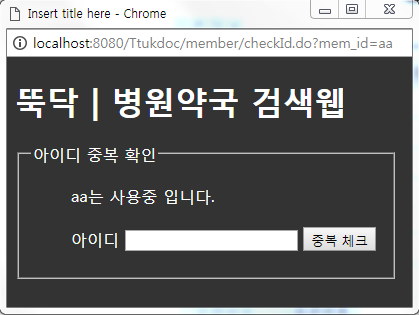 Insert title here - Chrome
localhost:8080/Ttukdoc/member/checkId.do?mem_id=aa
뚝닥 | 병원약국 검색웹
아이디 중복 확인
aa는 사용중 입니다.
아이디 중복 체크